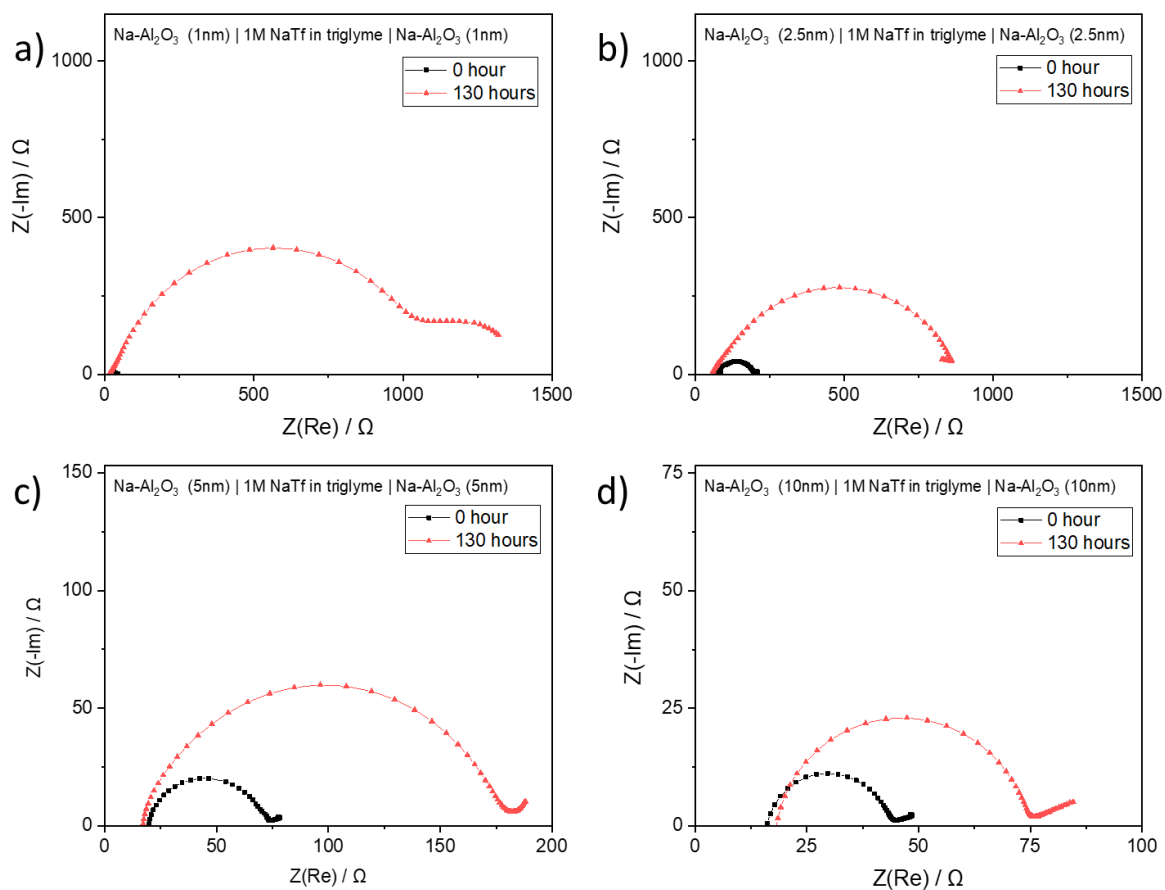 a)
Na-Al₂O₃ (1nm) | 1M NaTf in triglyme | Na-Al₂O₃ (1nm)
0 hour
130 hours
1000
500
0
Z(-Im) / Ω
0 500 1000 1500
Z(Re) / Ω
b)
Na-Al₂O₃ (2.5nm) | 1M NaTf in triglyme | Na-Al₂O₃ (2.5nm)
0 hour
130 hours
1000
500
0
Z(-Im) / Ω
0 500 1000 1500
Z(Re) / Ω
c)
Na-Al₂O₃ (5nm) | 1M NaTf in triglyme | Na-Al₂O₃ (5nm)
0 hour
130 hours
150
100
50
0
Z(-Im) / Ω
0 50 100 150 200
Z(Re) / Ω
d)
Na-Al₂O₃ (10nm) | 1M NaTf in triglyme | Na-Al₂O₃ (10nm)
0 hour
130 hours
75
50
25
0
Z(-Im) / Ω
0 25 50 75 100
Z(Re) / Ω